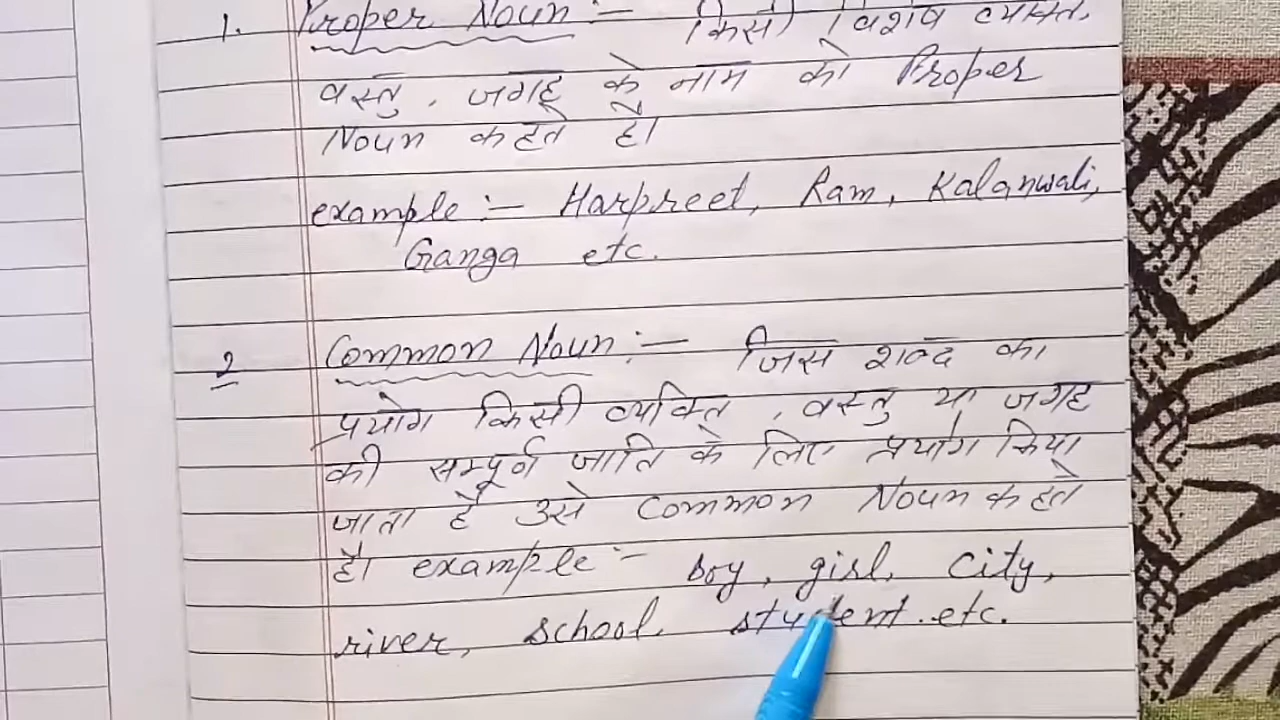 1. Proper Noun :- किसी विशेष व्यक्ति,
वस्तु, जगह के नाम को Proper
Noun कहते है।
example :- Harpreet, Ram, Kalanwali,
Ganga etc.
2 Common Noun :- जिस शब्द का
प्रयोग किसी व्यक्ति, वस्तु या जगह
की सम्पूर्ण जाति के लिए प्रयोग किया
जाता है उसे Common Noun कहते
है। example :- boy, girl, city,
river, school, student etc.